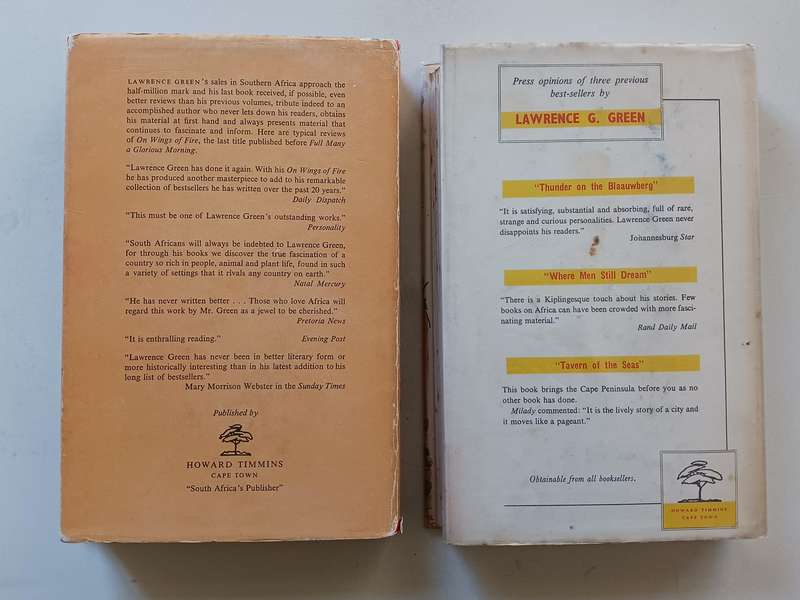 LAWRENCE GREEN'S sales in Southern Africa approach the
half-million mark and his last book received, if possible, even
better reviews than his previous volumes, tribute indeed to an
accomplished author who never lets down his readers, obtains
his material at first hand and always presents material that
continues to fascinate and inform. Here are typical reviews
of On Wings of Fire, the last title published before Full Many
a Glorious Morning.
"Lawrence Green has done it again. With his On Wings of Fire
he has produced another masterpiece to add to his remarkable
collection of bestsellers he has written over the past 20 years."
Daily Dispatch
"This must be one of Lawrence Green's outstanding works."
Personality
"South Africans will always be indebted to Lawrence Green,
for through his books we discover the true fascination of a
country so rich in people, animal and plant life, found in such
a variety of settings that it rivals any country on earth."
Natal Mercury
"He has never written better . . . Those who love Africa will
regard this work by Mr. Green as a jewel to be cherished."
Pretoria News
"It is enthralling reading." Evening Post
"Lawrence Green has never been in better literary form or
more historically interesting than in his latest addition to his
long list of bestsellers."
Mary Morrison Webster in the Sunday Times
Published by
HOWARD TIMMINS
CAPE TOWN
"South Africa's Publisher"
Press opinions of three previous
best-sellers by
LAWRENCE G. GREEN
"Thunder on the Blaauwberg"
"It is satisfying, substantial and absorbing, full of rare,
strange and curious personalities. Lawrence Green never
disappoints his readers."
Johannesburg Star
"Where Men Still Dream"
"There is a Kiplingesque touch about his stories. Few
books on Africa can have been crowded with more fasci-
nating material."
Rand Daily Mail
"Tavern of the Seas"
This book brings the Cape Peninsula before you as no
other book has done.
Milady commented: "It is the lively story of a city and
it moves like a pageant."
Obtainable from all booksellers.
HOWARD TIMMINS
CAPE TOWN